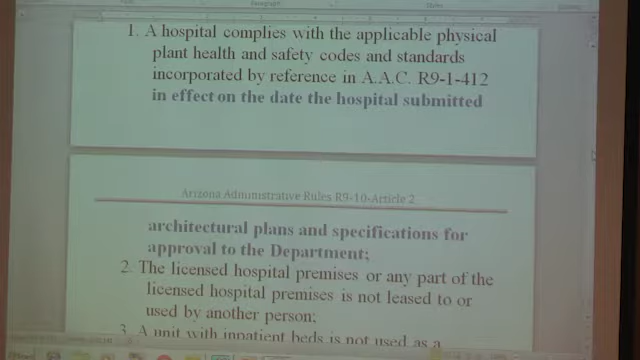 1. A hospital complies with the applicable physical
plant health and safety codes and standards
incorporated by reference in A.A.C. R9-1-412
in effect on the date the hospital submitted
Arizona Administrative Rules R9-10-Article 2
architectural plans and specifications for
approval to the Department;
2. The licensed hospital premises or any part of the
licensed hospital premises is not leased to or
used by another person;
3. A unit with inpatient beds is not used as a